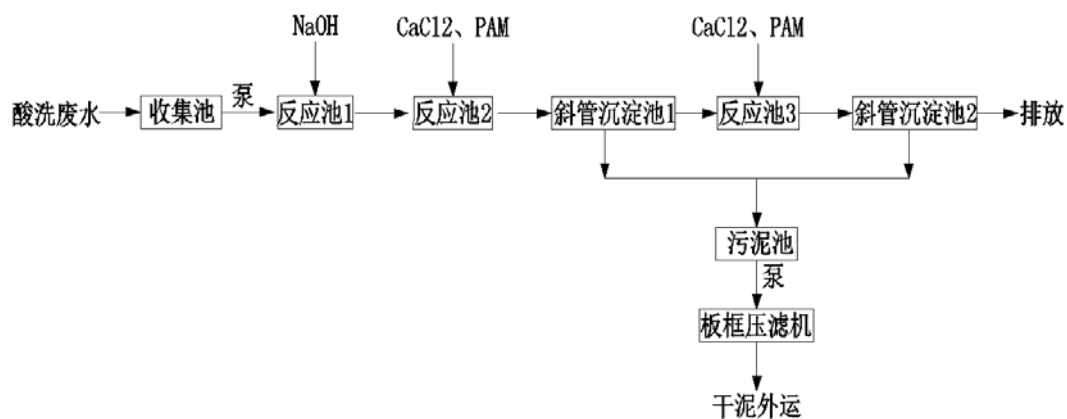 NaOH
CaCl2、PAM
CaCl2、PAM
酸洗废水
收集池
泵
反应池1
反应池2
斜管沉淀池1
反应池3
斜管沉淀池2
排放
污泥池
泵
板框压滤机
干泥外运